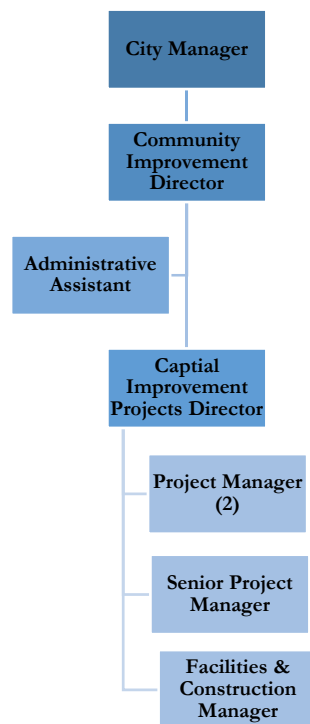 City Manager
Community
Improvement
Director
Administrative
Assistant
Captial
Improvement
Projects Director
Project Manager
(2)
Senior Project
Manager
Facilities &
Construction
Manager